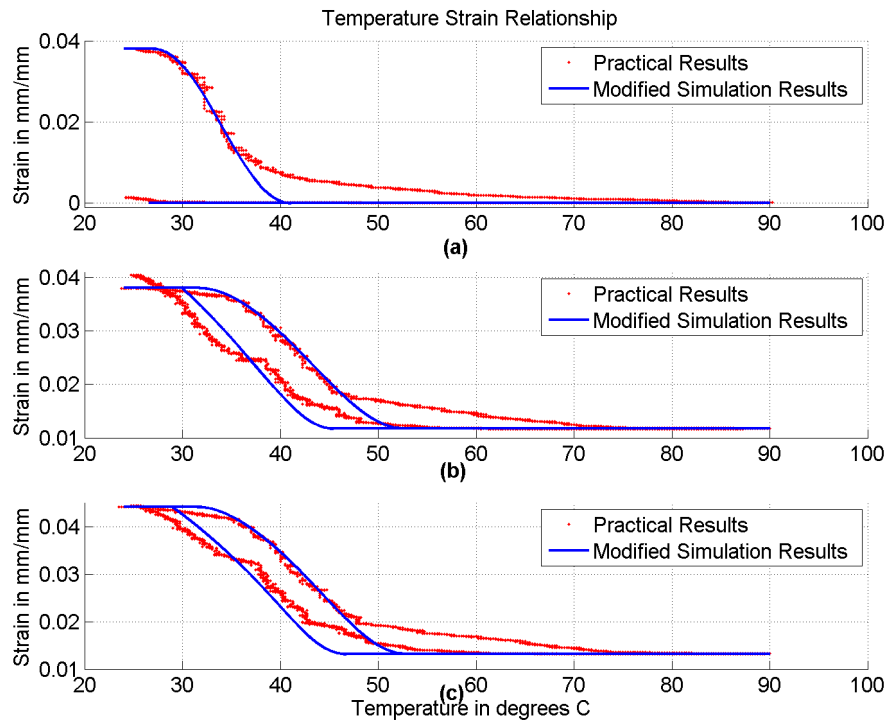 Temperature Strain Relationship
Strain in mm/mm
0.04
0.02
0
Practical Results
Modified Simulation Results
20 30 40 50 60 70 80 90 100
(a)
Strain in mm/mm
0.04
0.03
0.02
0.01
Practical Results
Modified Simulation Results
20 30 40 50 60 70 80 90 100
(b)
Strain in mm/mm
0.04
0.03
0.02
0.01
Practical Results
Modified Simulation Results
20 30 40 50 60 70 80 90 100
(c)
Temperature in degrees C